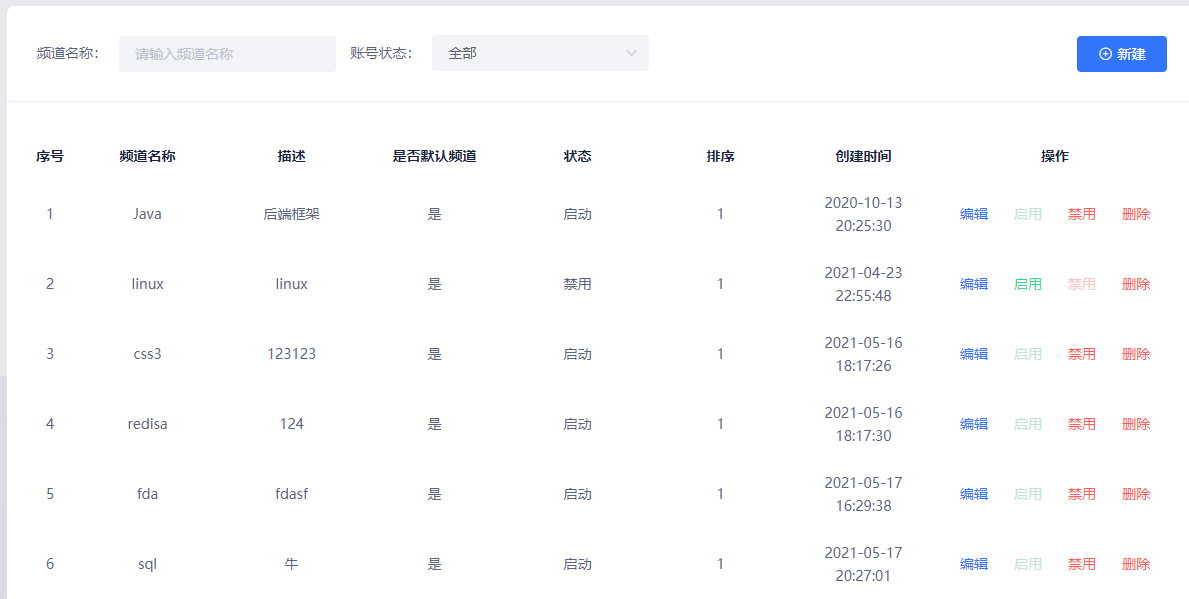 频道名称： 请输入频道名称 账号状态： 全部 新建
序号 频道名称 描述 是否默认频道 状态 排序 创建时间 操作
1 Java 后端框架 是 启动 1 2020-10-13 20:25:30 编辑 启用 禁用 删除
2 linux linux 是 禁用 1 2021-04-23 22:55:48 编辑 启用 禁用 删除
3 css3 123123 是 启动 1 2021-05-16 18:17:26 编辑 启用 禁用 删除
4 redisa 124 是 启动 1 2021-05-16 18:17:30 编辑 启用 禁用 删除
5 fda fdasf 是 启动 1 2021-05-17 16:29:38 编辑 启用 禁用 删除
6 sql 牛 是 启动 1 2021-05-17 20:27:01 编辑 启用 禁用 删除